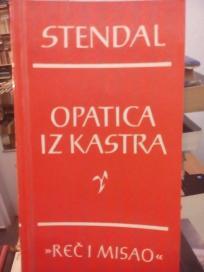 STENDAL
OPATICA
IZ KASTRA
»REČ I MISAO«